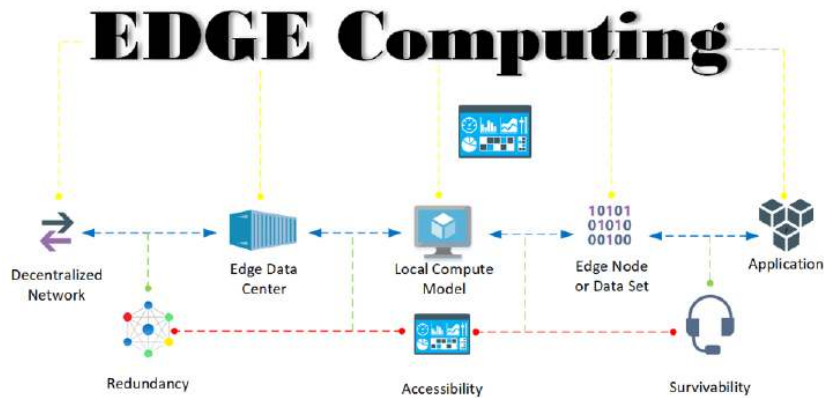 EDGE Computing
10101
01010
00100
Decentralized
Network
Edge Data
Center
Local Compute
Model
Edge Node
or Data Set
Application
Redundancy
Accessibility
Survivability